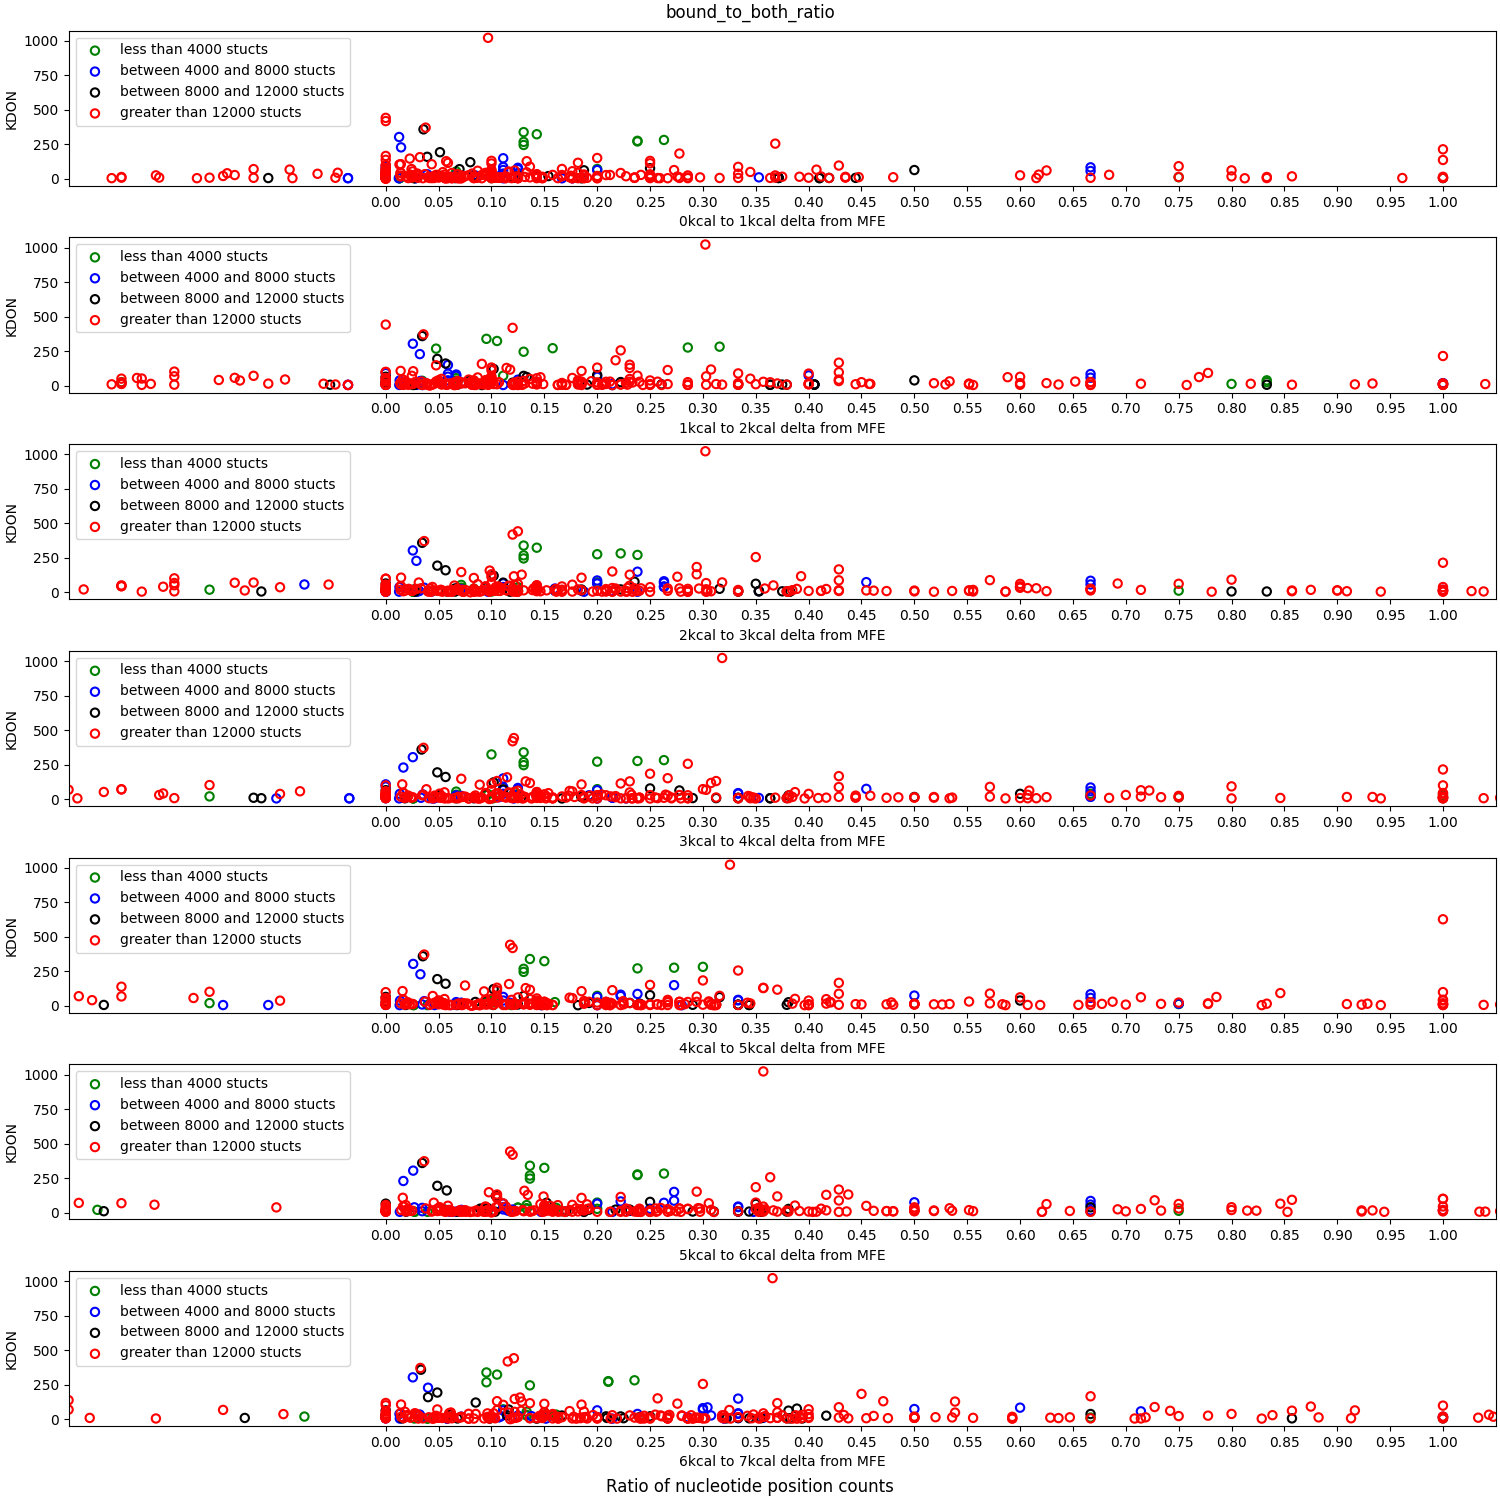 bound_to_both_ratio
1000
750
500
250
0
KDON
less than 4000 stucts
between 4000 and 8000 stucts
between 8000 and 12000 stucts
greater than 12000 stucts
0.00 0.05 0.10 0.15 0.20 0.25 0.30 0.35 0.40 0.45 0.50 0.55 0.60 0.65 0.70 0.75 0.80 0.85 0.90 0.95 1.00
0kcal to 1kcal delta from MFE
1000
750
500
250
0
KDON
less than 4000 stucts
between 4000 and 8000 stucts
between 8000 and 12000 stucts
greater than 12000 stucts
0.00 0.05 0.10 0.15 0.20 0.25 0.30 0.35 0.40 0.45 0.50 0.55 0.60 0.65 0.70 0.75 0.80 0.85 0.90 0.95 1.00
1kcal to 2kcal delta from MFE
1000
750
500
250
0
KDON
less than 4000 stucts
between 4000 and 8000 stucts
between 8000 and 12000 stucts
greater than 12000 stucts
0.00 0.05 0.10 0.15 0.20 0.25 0.30 0.35 0.40 0.45 0.50 0.55 0.60 0.65 0.70 0.75 0.80 0.85 0.90 0.95 1.00
2kcal to 3kcal delta from MFE
1000
750
500
250
0
KDON
less than 4000 stucts
between 4000 and 8000 stucts
between 8000 and 12000 stucts
greater than 12000 stucts
0.00 0.05 0.10 0.15 0.20 0.25 0.30 0.35 0.40 0.45 0.50 0.55 0.60 0.65 0.70 0.75 0.80 0.85 0.90 0.95 1.00
3kcal to 4kcal delta from MFE
1000
750
500
250
0
KDON
less than 4000 stucts
between 4000 and 8000 stucts
between 8000 and 12000 stucts
greater than 12000 stucts
0.00 0.05 0.10 0.15 0.20 0.25 0.30 0.35 0.40 0.45 0.50 0.55 0.60 0.65 0.70 0.75 0.80 0.85 0.90 0.95 1.00
4kcal to 5kcal delta from MFE
1000
750
500
250
0
KDON
less than 4000 stucts
between 4000 and 8000 stucts
between 8000 and 12000 stucts
greater than 12000 stucts
0.00 0.05 0.10 0.15 0.20 0.25 0.30 0.35 0.40 0.45 0.50 0.55 0.60 0.65 0.70 0.75 0.80 0.85 0.90 0.95 1.00
5kcal to 6kcal delta from MFE
1000
750
500
250
0
KDON
less than 4000 stucts
between 4000 and 8000 stucts
between 8000 and 12000 stucts
greater than 12000 stucts
0.00 0.05 0.10 0.15 0.20 0.25 0.30 0.35 0.40 0.45 0.50 0.55 0.60 0.65 0.70 0.75 0.80 0.85 0.90 0.95 1.00
6kcal to 7kcal delta from MFE
Ratio of nucleotide position counts